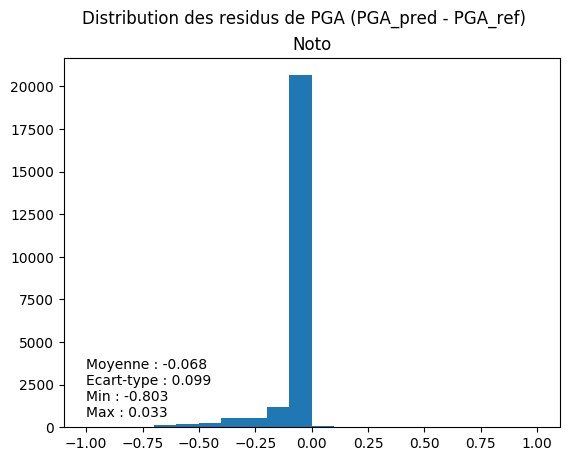 Distribution des residus de PGA (PGA_pred - PGA_ref)
Noto
20000
17500
15000
12500
10000
7500
5000
2500
0
Moyenne : -0.068
Ecart-type : 0.099
Min : -0.803
Max : 0.033
-1.00 -0.75 -0.50 -0.25 0.00 0.25 0.50 0.75 1.00